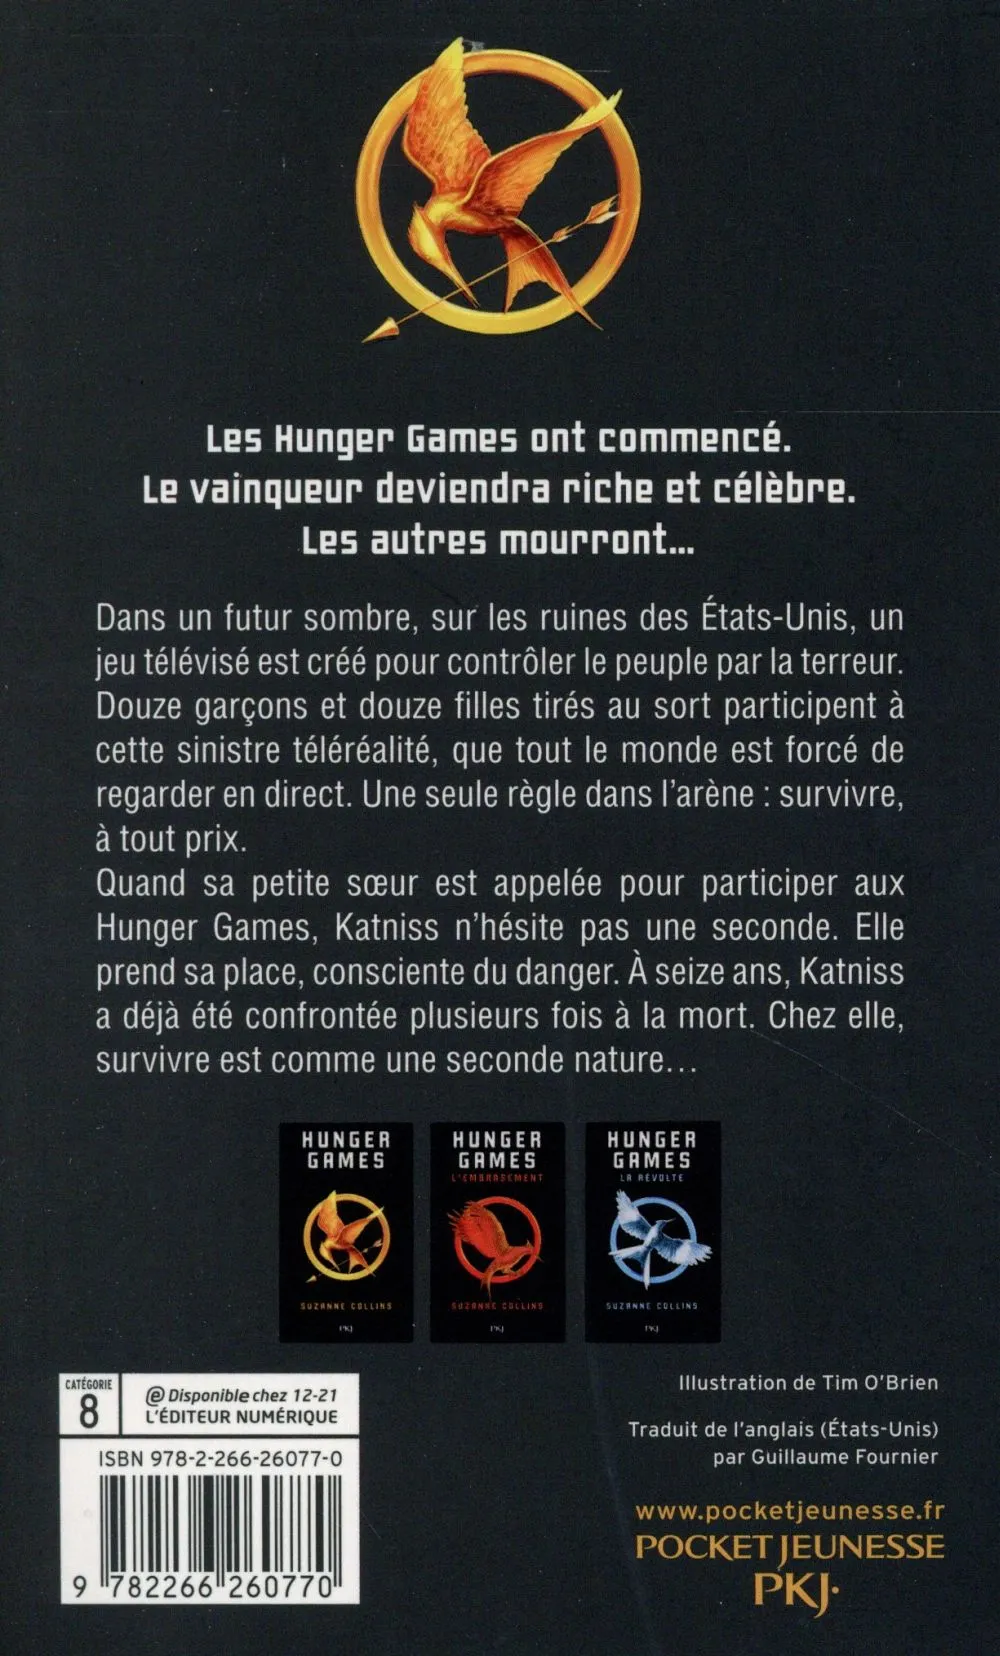 Les Hunger Games ont commencé.
Le vainqueur deviendra riche et célèbre.
Les autres mourront...
Dans un futur sombre, sur les ruines des États-Unis, un
jeu télévisé est créé pour contrôler le peuple par la terreur.
Douze garçons et douze filles tirés au sort participent à
cette sinistre téléréalité, que tout le monde est forcé de
regarder en direct. Une seule règle dans l'arène : survivre,
à tout prix.
Quand sa petite sœur est appelée pour participer aux
Hunger Games, Katniss n'hésite pas une seconde. Elle
prend sa place, consciente du danger. À seize ans, Katniss
a déjà été confrontée plusieurs fois à la mort. Chez elle,
survivre est comme une seconde nature...
HUNGER
GAMES
SUZANNE COLLINS
PKJ
HUNGER
GAMES
L'EMBRASEMENT
SUZANNE COLLINS
PKJ
HUNGER
GAMES
LA RÉVOLTE
SUZANNE COLLINS
PKJ
CATÉGORIE
8
@ Disponible chez 12-21
L'ÉDITEUR NUMÉRIQUE
ISBN 978-2-266-26077-0
9 782266 260770
Illustration de Tim O'Brien
Traduit de l'anglais (États-Unis)
par Guillaume Fournier
www.pocketjeunesse.fr
POCKET JEUNESSE
PKJ.